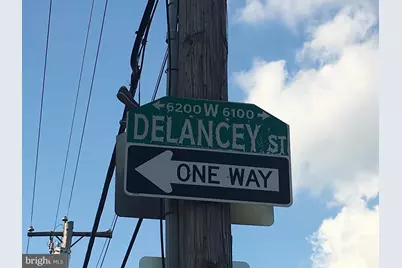 6200 W 6100
DELANCEY ST
ONE WAY
bright MLS